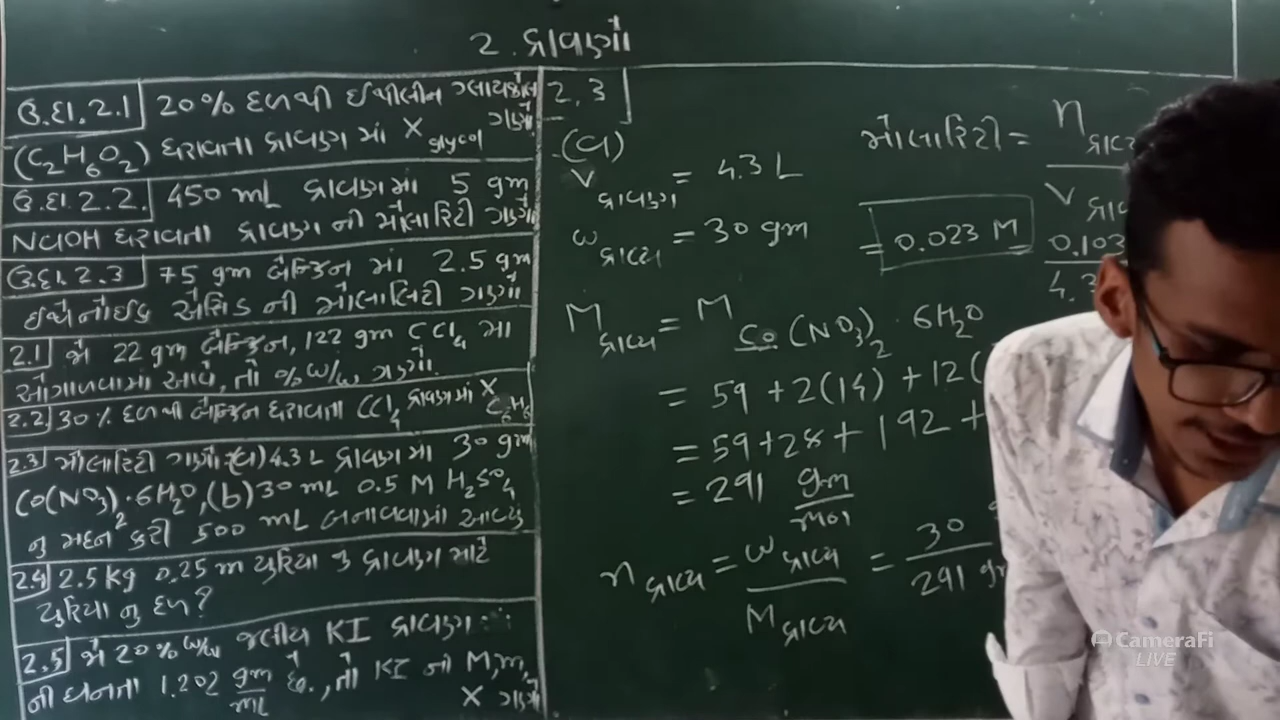 2. દ્રાવણો
ઉ.દા.2.1 20% દળથી ઈથીલીન ગ્લાયકોલ
(C₂H₆O₂) ધરાવતા દ્રાવણ માં X glycol ગણો
ઉ.દા.2.2. 450 mL દ્રાવણમાં 5 gm
NaOH ધરાવતા દ્રાવણ ની મોલારિટી ગણો
ઉ.દા.2.3 75 gm બેન્ઝિન માં 2.5 gm
ઈથેનોઈક એસિડ ની મોલાલિટી ગણો
2.1 જો 22 gm બેન્ઝિન, 122 gm CCl₄ માં
ઓગાળવામાં આવે, તો % w/w ગણો.
2.2 30% દળથી બેન્ઝિન ધરાવતા CCl₄ દ્રાવણમાં X C₆H₆
2.3 મોલારિટી ગણો (a) 4.3 L દ્રાવણમાં 30 gm
Co(NO₃)₂·6H₂O, (b) 30 mL 0.5 M H₂SO₄
નુ મંદન કરી 500 mL બનાવવામાં આવ્યુ
2.4 2.5 kg 0.25 m યુરિયા ના દ્રાવણ માટે
યુરિયા નુ દળ?
2.5 જો 20% w/w જલીય KI દ્રાવણ
ની ઘનતા 1.202 gm/mL છે, તો KI ની M, m,
X ગણો
2.3
(a)
V દ્રાવણ = 4.3 L
w દ્રાવ્ય = 30 gm
M દ્રાવ્ય = M Co(NO₃)₂ · 6H₂O
= 59 + 2(14) + 12(
= 59 + 28 + 192 +
= 291 gm/mol
n દ્રાવ્ય = w દ્રાવ્ય / M દ્રાવ્ય = 30 / 291
મોલારિટી = n દ્રાવ્ય / V
0.103 / 4.3
= 0.023 M
CameraFi
LIVE